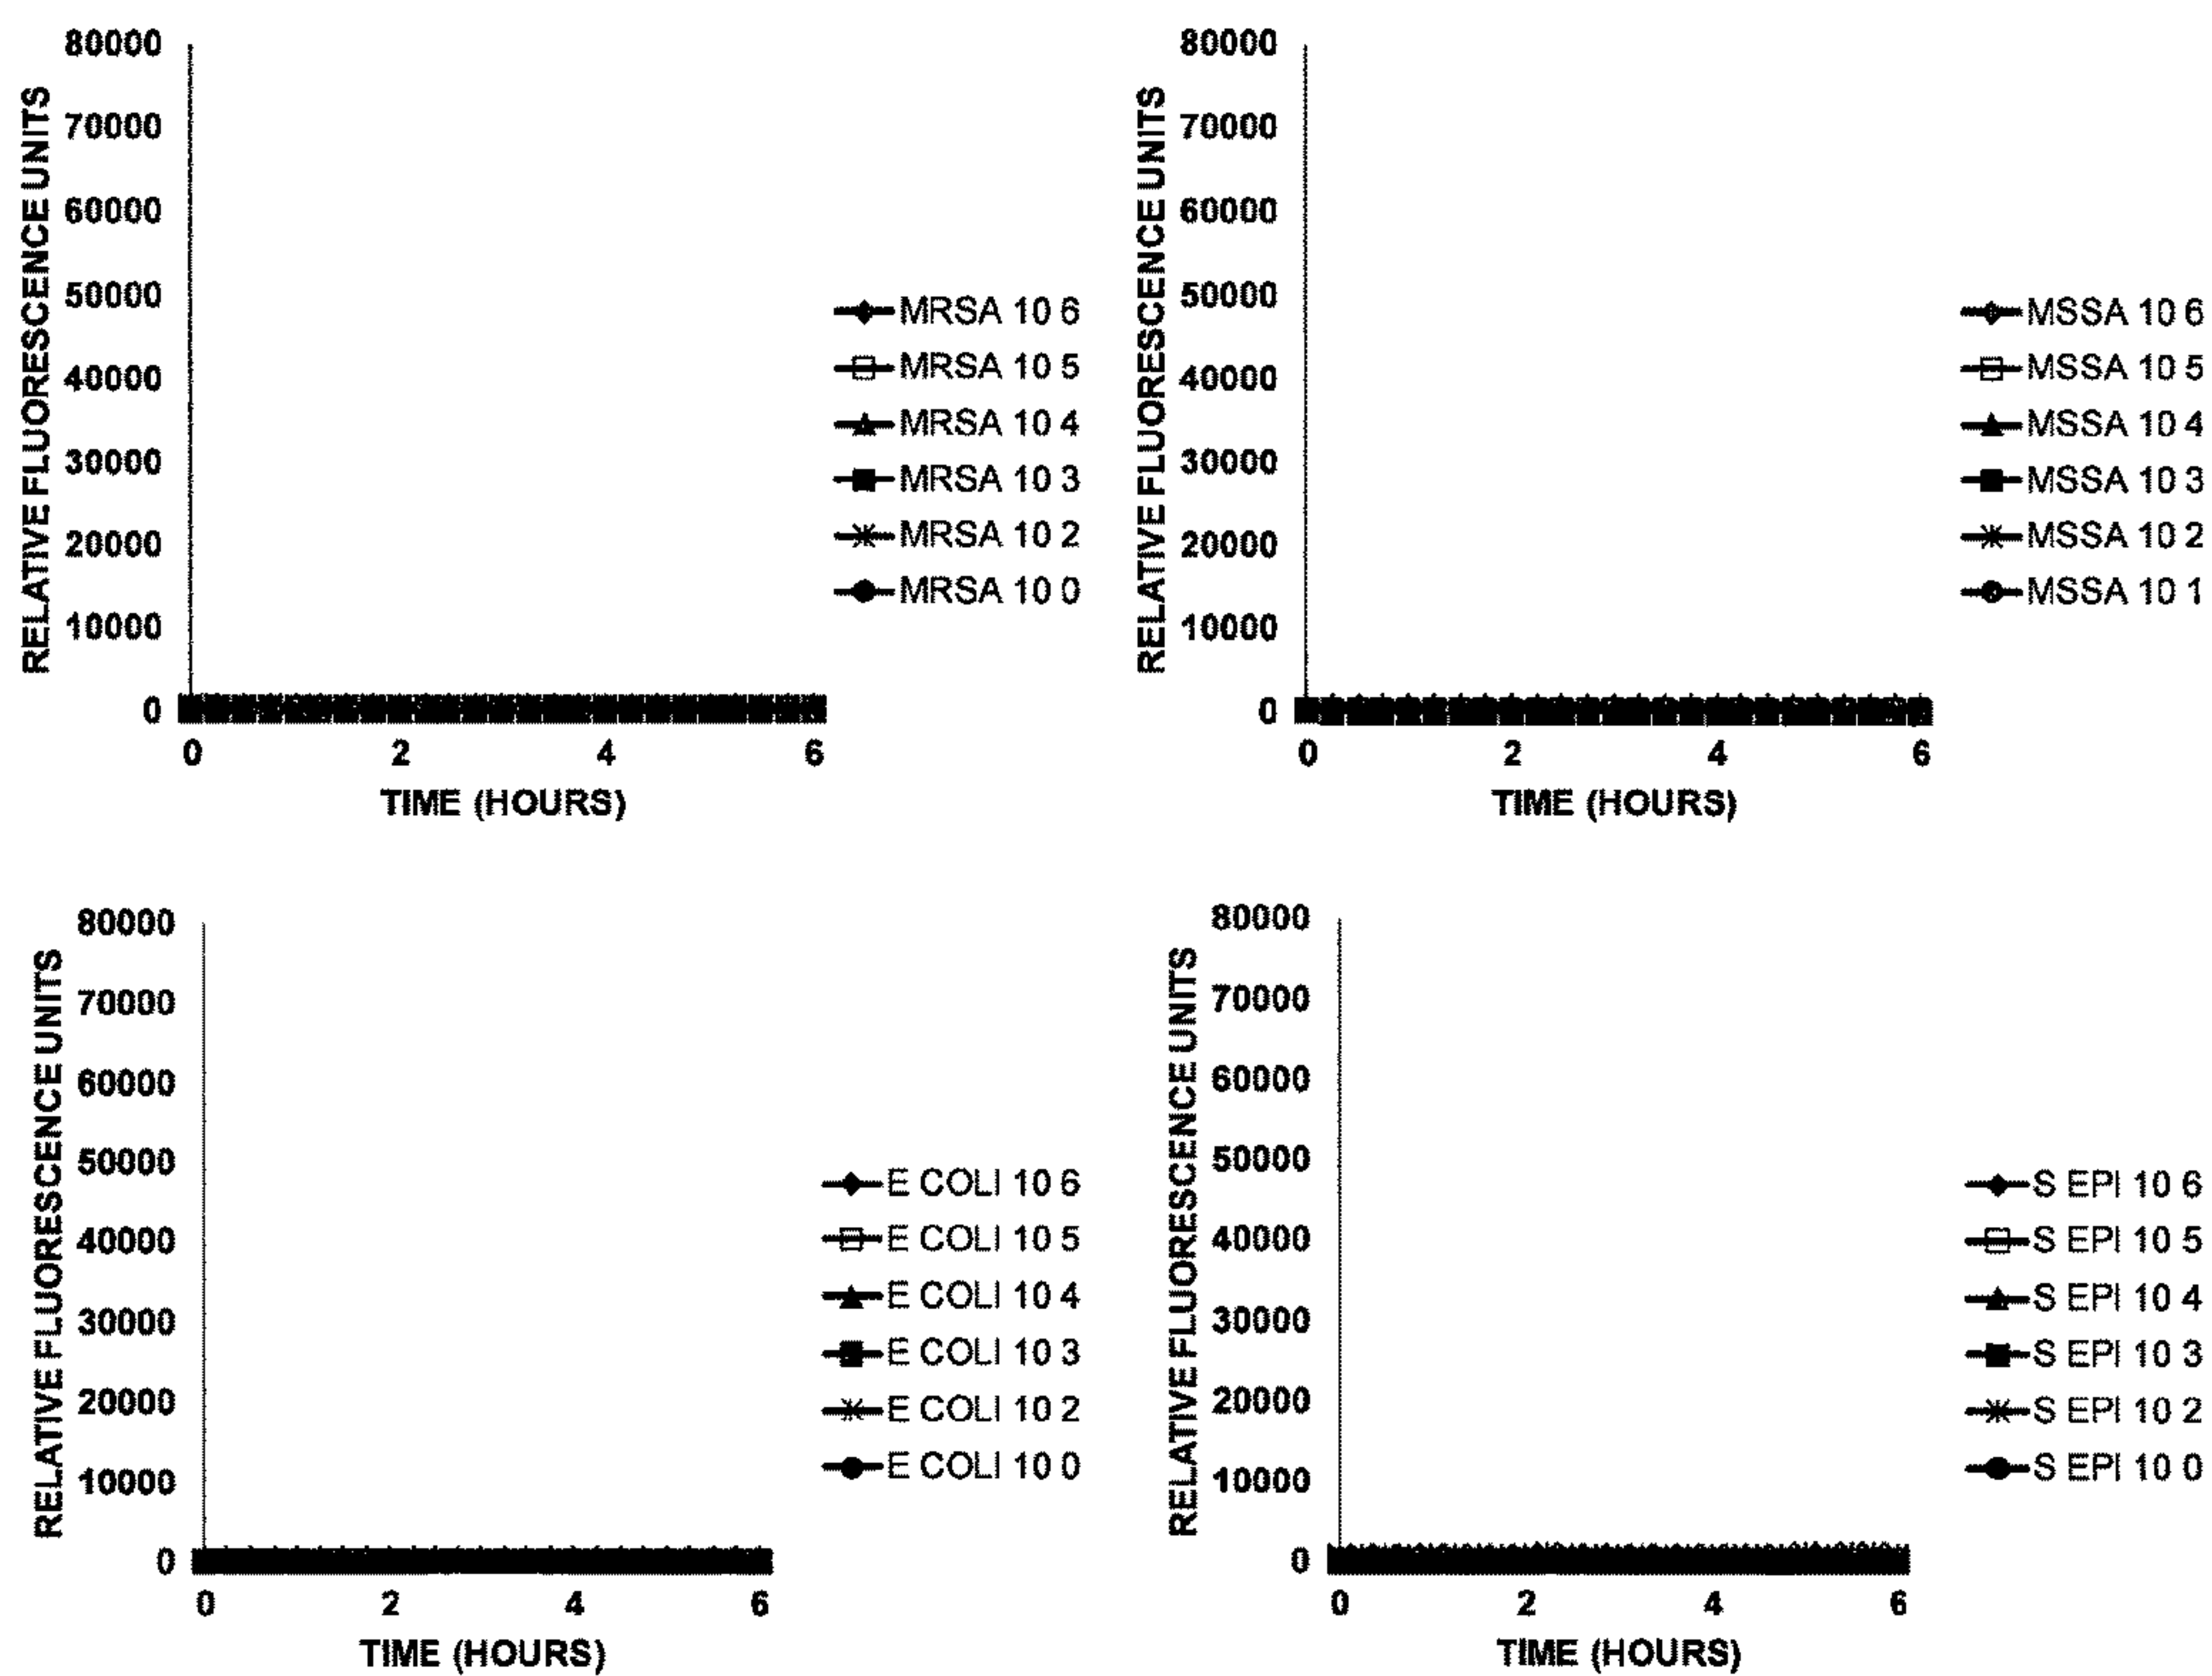 RELATIVE FLUORESCENCE UNITS
80000
70000
60000
50000
40000
30000
20000
10000
0
0 2 4 6
TIME (HOURS)
MRSA 10 6
MRSA 10 5
MRSA 10 4
MRSA 10 3
MRSA 10 2
MRSA 10 0
RELATIVE FLUORESCENCE UNITS
80000
70000
60000
50000
40000
30000
20000
10000
0
0 2 4 6
TIME (HOURS)
MSSA 10 6
MSSA 10 5
MSSA 10 4
MSSA 10 3
MSSA 10 2
MSSA 10 1
RELATIVE FLUORESCENCE UNITS
80000
70000
60000
50000
40000
30000
20000
10000
0
0 2 4 6
TIME (HOURS)
E COLI 10 6
E COLI 10 5
E COLI 10 4
E COLI 10 3
E COLI 10 2
E COLI 10 0
RELATIVE FLUORESCENCE UNITS
80000
70000
60000
50000
40000
30000
20000
10000
0
0 2 4 6
TIME (HOURS)
S EPI 10 6
S EPI 10 5
S EPI 10 4
S EPI 10 3
S EPI 10 2
S EPI 10 0